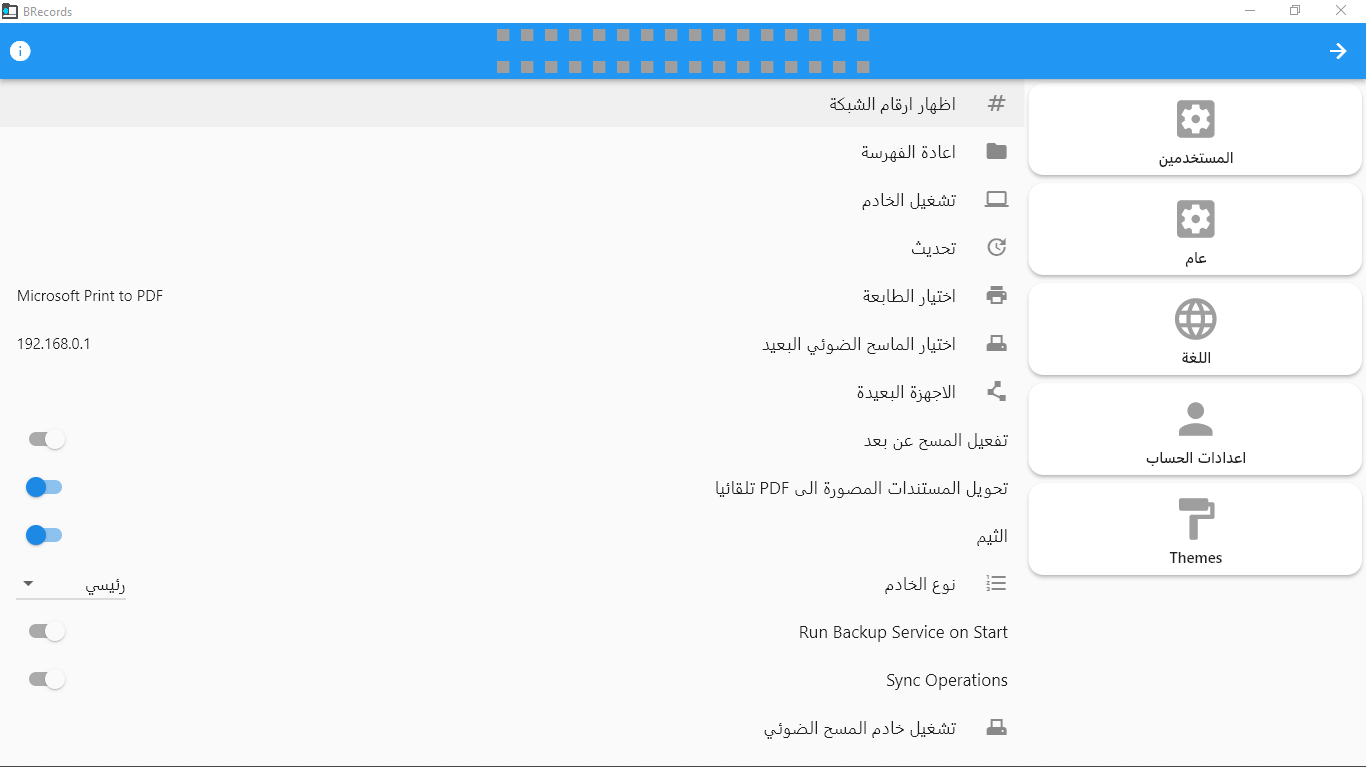 BRecords
المستخدمين
عام
اللغة
اعدادات الحساب
Themes
اظهار ارقام الشبكة
اعادة الفهرسة
تشغيل الخادم
تحديث
اختيار الطابعة
Microsoft Print to PDF
اختيار الماسح الضوئي البعيد
192.168.0.1
الاجهزة البعيدة
تفعيل المسح عن بعد
تحويل المستندات المصورة الى PDF تلقائيا
الثيم
نوع الخادم
رئيسي
Run Backup Service on Start
Sync Operations
تشغيل خادم المسح الضوئي